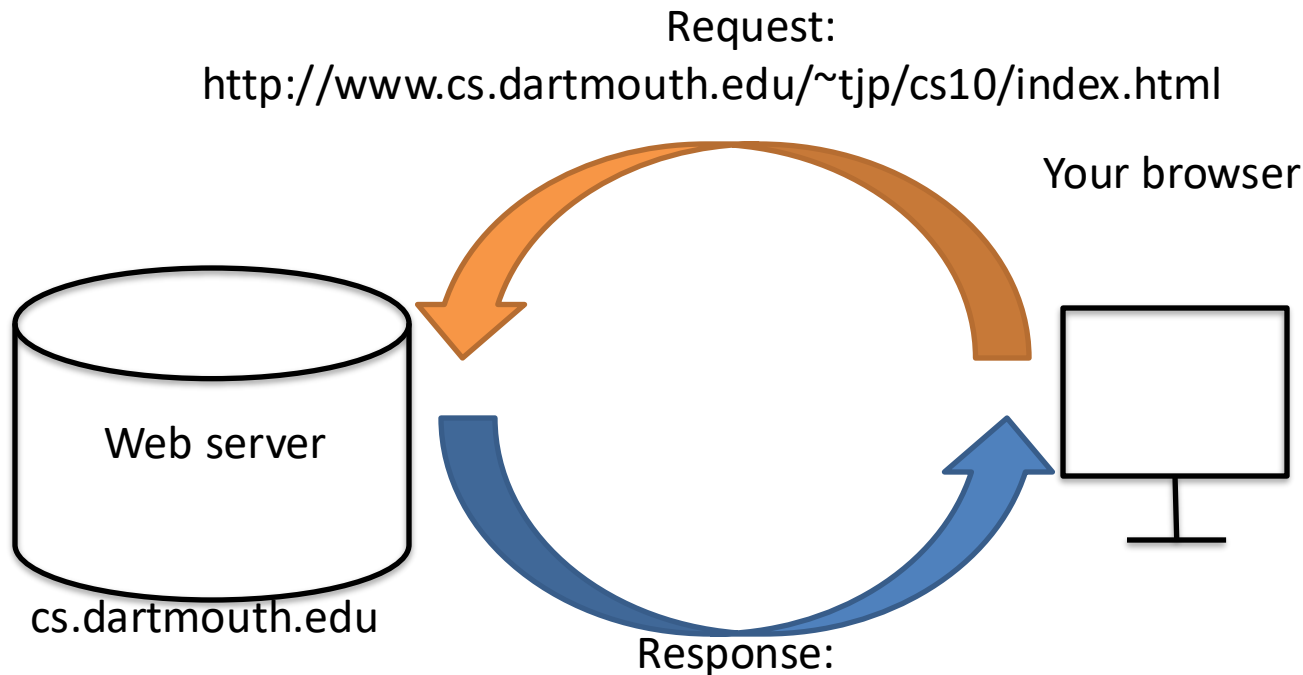 Request:
http://www.cs.dartmouth.edu/~tjp/cs10/index.html
Your browser
Web server
cs.dartmouth.edu
Response: